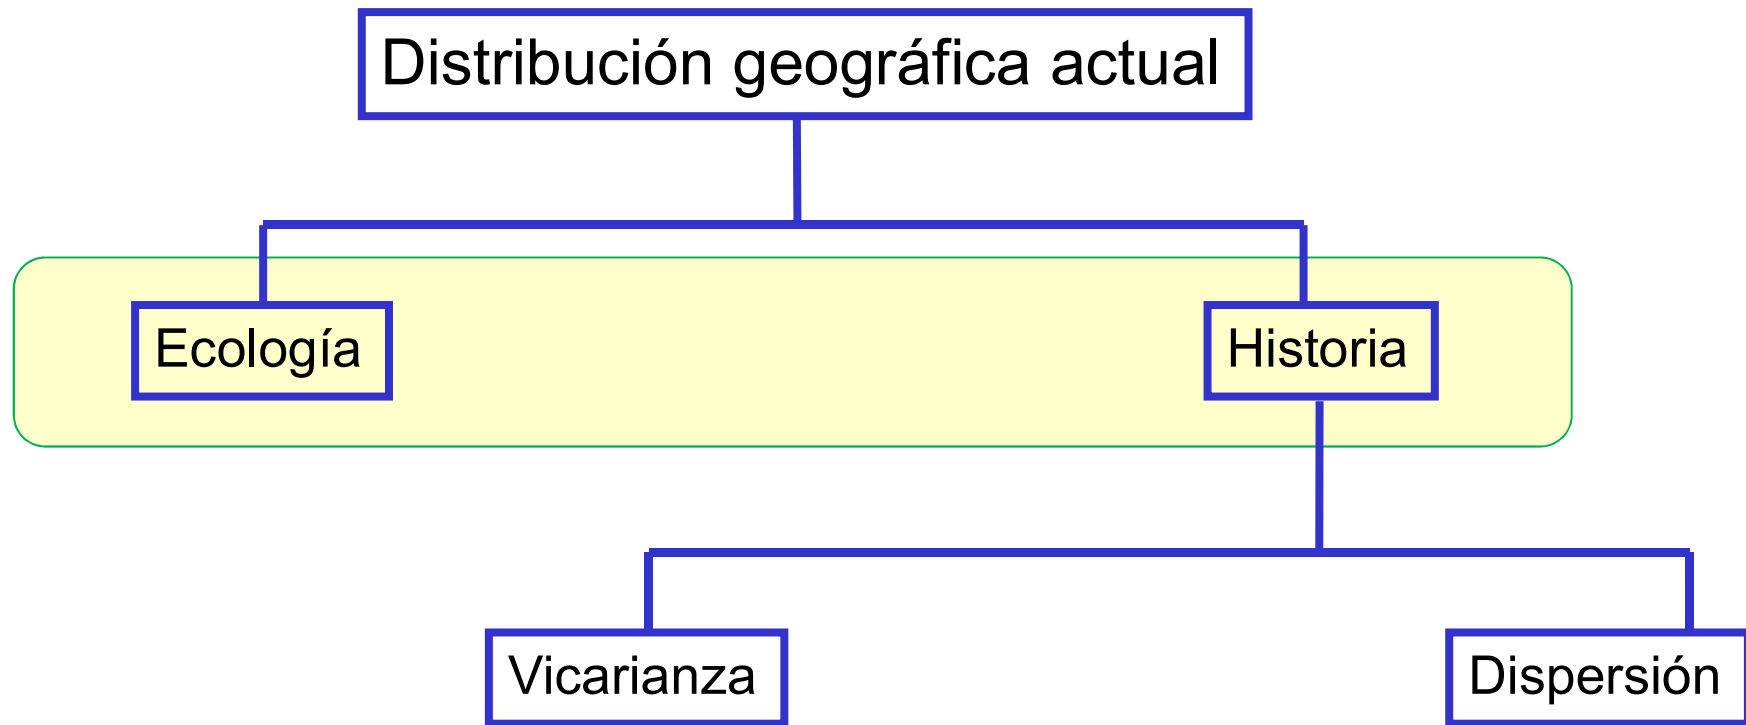 Distribución geográfica actual
Ecología
Historia
Vicarianza
Dispersión